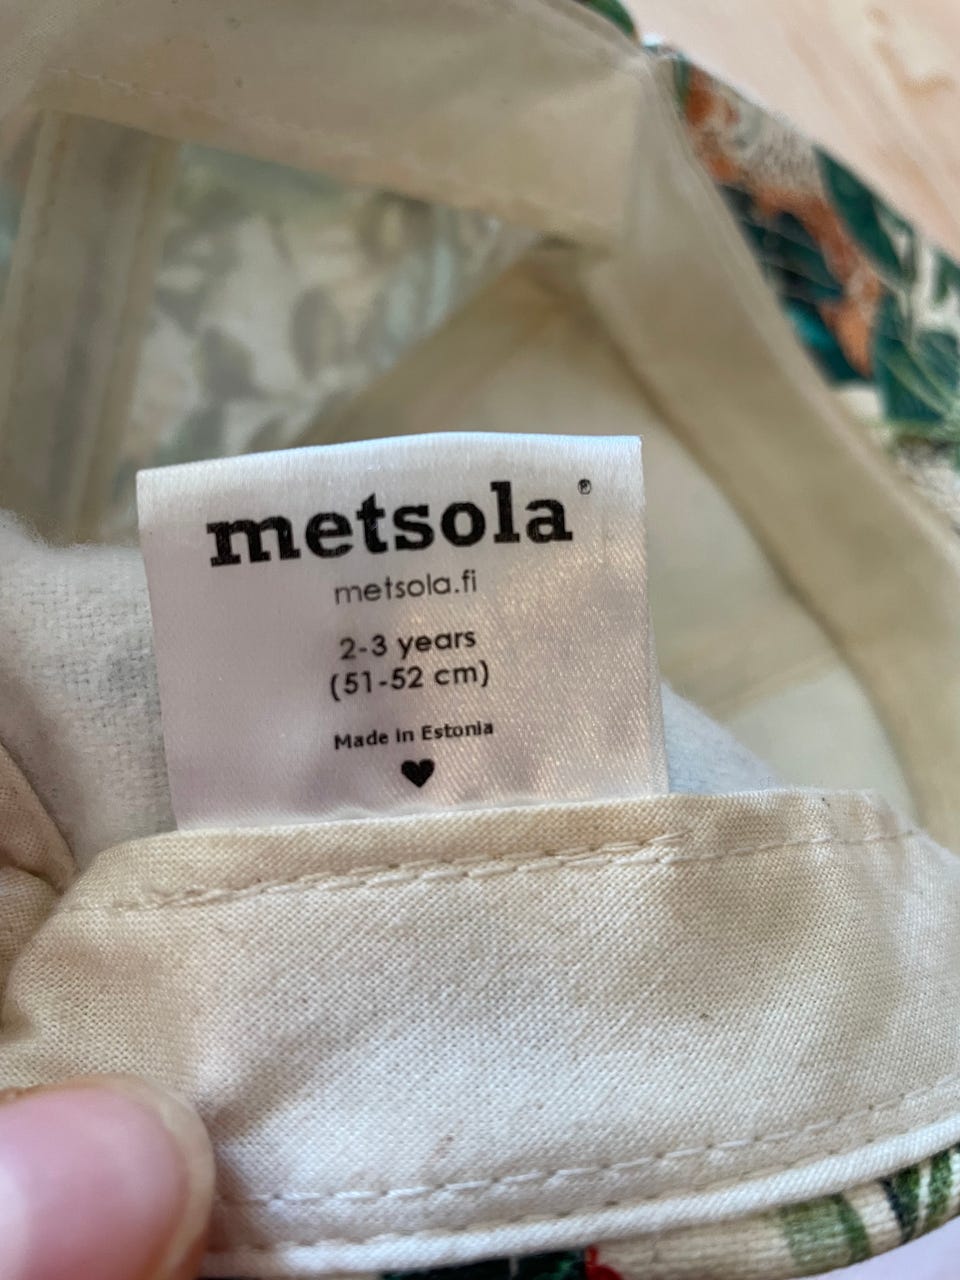 metsola®
metsola.fi
2-3 years
(51-52 cm)
Made in Estonia